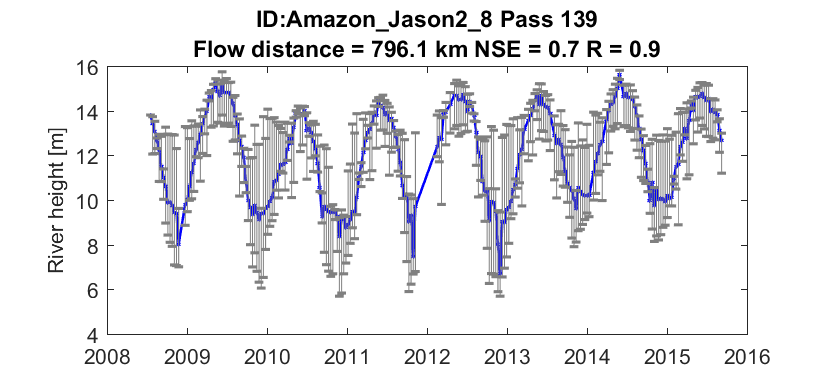 ID:Amazon_Jason2_8 Pass 139
Flow distance = 796.1 km NSE = 0.7 R = 0.9
River height [m]
16
14
12
10
8
6
4
2008 2009 2010 2011 2012 2013 2014 2015 2016